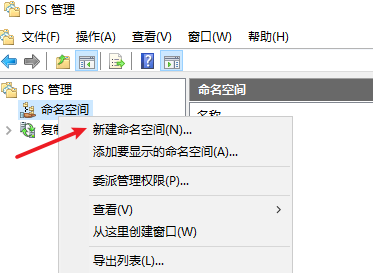 DFS 管理
文件(F) 操作(A) 查看(V) 窗口(W) 帮助(H)
DFS 管理
命名空间
命名空间
名称
复制
新建命名空间(N)...
添加要显示的命名空间(A)...
委派管理权限(P)...
查看(V)
从这里创建窗口(W)
导出列表(L)...